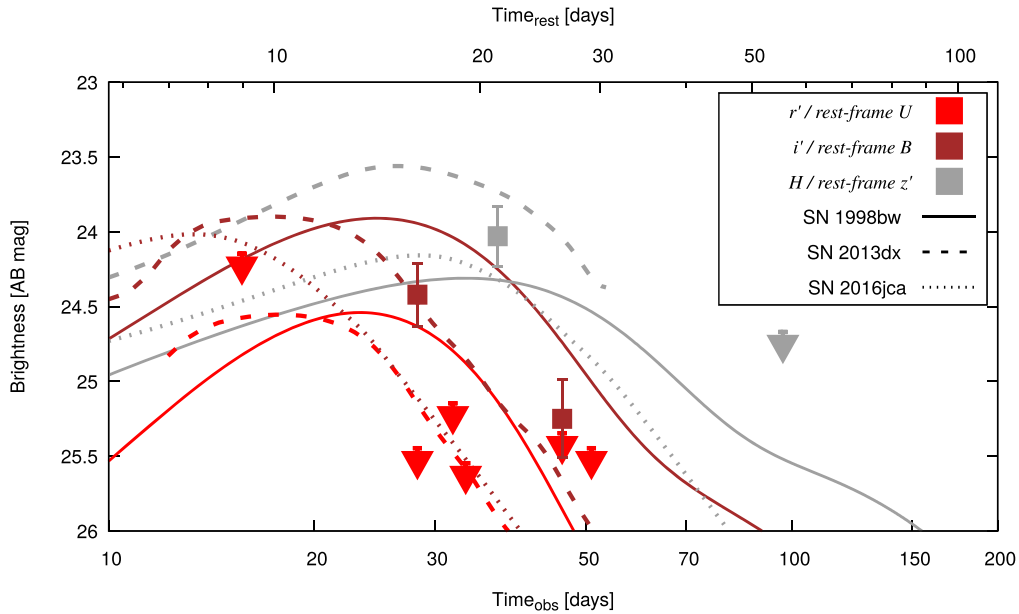 Time_rest [days]
10 20 30 50 100
23
23.5
24
24.5
25
25.5
26
Brightness [AB mag]
r' / rest-frame U
i' / rest-frame B
H / rest-frame z'
SN 1998bw
SN 2013dx
SN 2016jca
10 20 30 50 70 100 150 200
Time_obs [days]